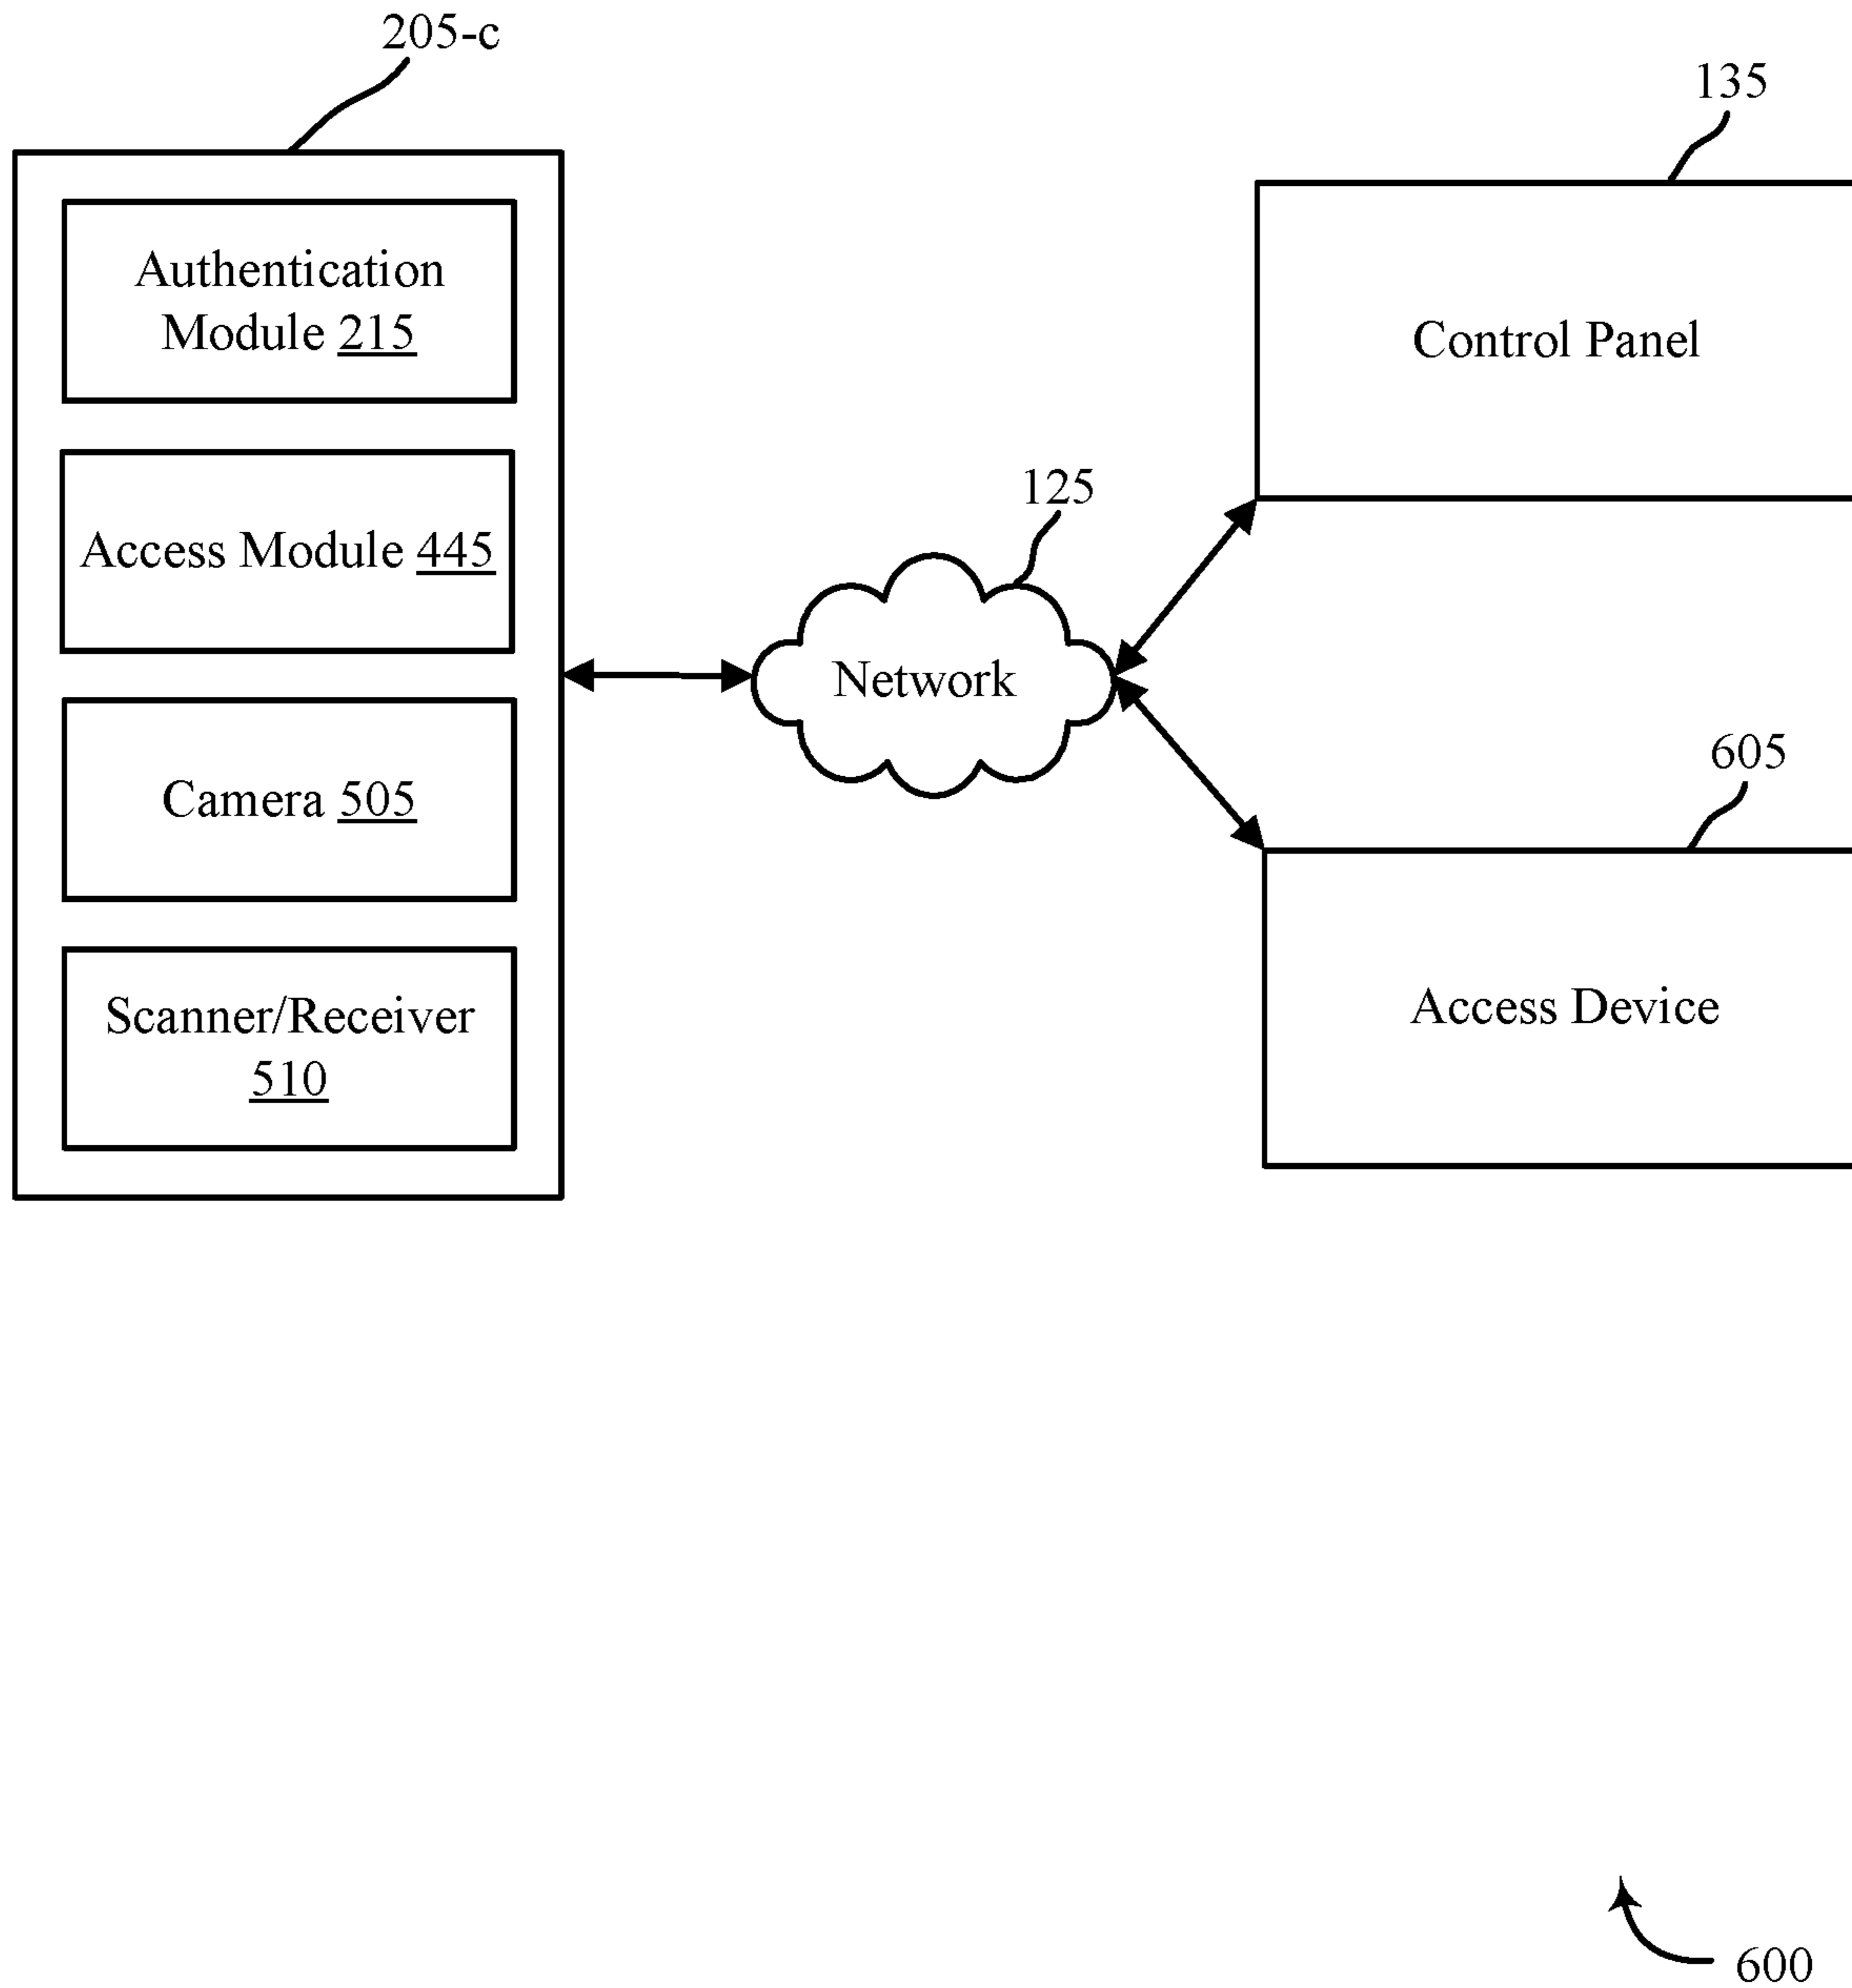 205-c
135
Authentication
Module 215
Control Panel
Access Module 445
125
Network
Camera 505
605
Scanner/Receiver
510
Access Device
600